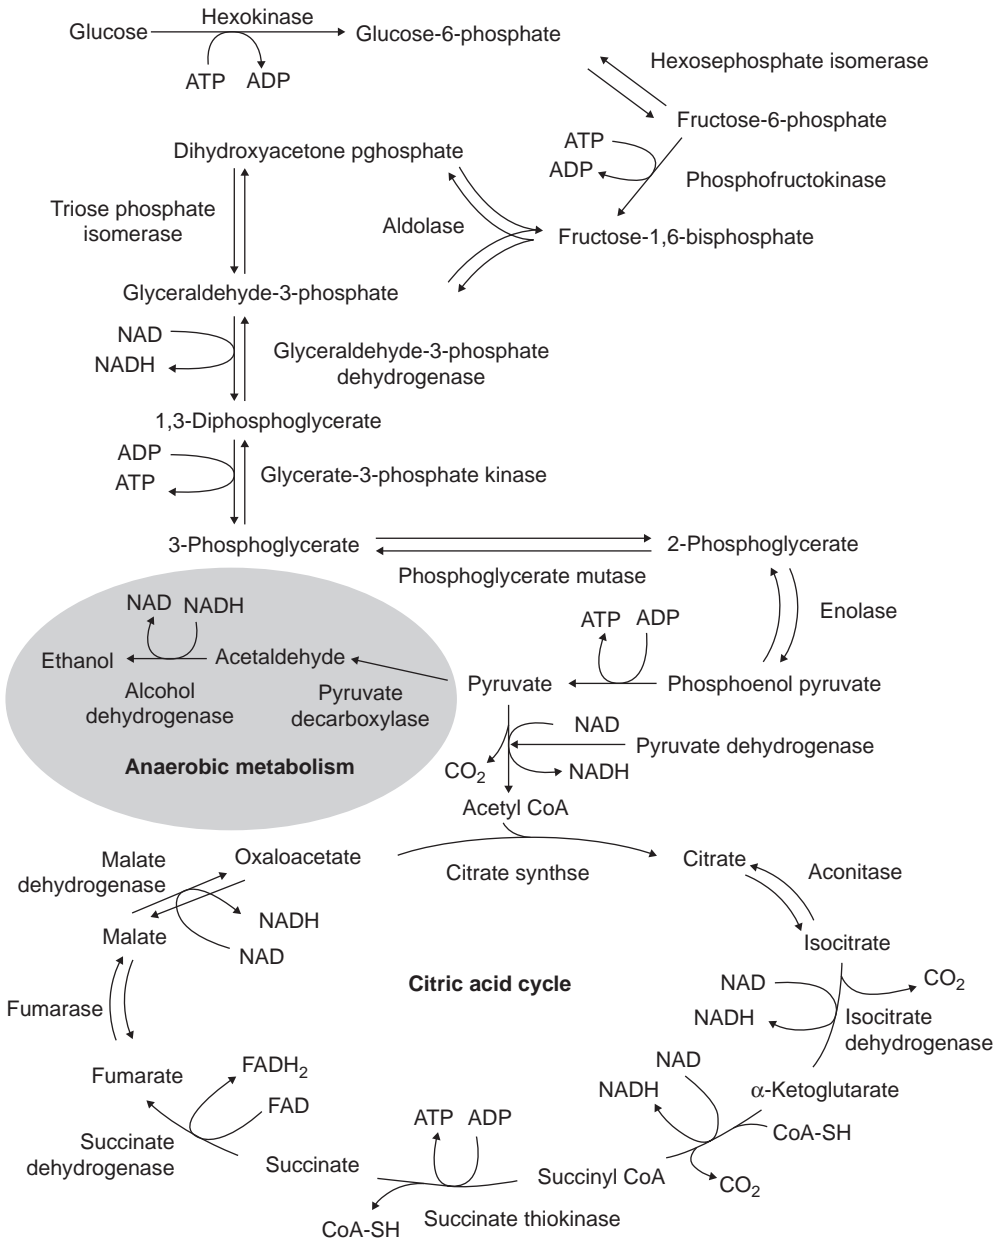 Hexokinase
Glucose
Glucose-6-phosphate
ATP
ADP
Hexosephosphate isomerase
Fructose-6-phosphate
ATP
ADP
Phosphofructokinase
Dihydroxyacetone pghosphate
Triose phosphate
isomerase
Aldolase
Fructose-1,6-bisphosphate
Glyceraldehyde-3-phosphate
NAD
NADH
Glyceraldehyde-3-phosphate
dehydrogenase
1,3-Diphosphoglycerate
ADP
ATP
Glycerate-3-phosphate kinase
3-Phosphoglycerate
2-Phosphoglycerate
Phosphoglycerate mutase
Enolase
NAD
NADH
Ethanol
Acetaldehyde
Alcohol
dehydrogenase
Pyruvate
decarboxylase
Anaerobic metabolism
ATP
ADP
Pyruvate
Phosphoenol pyruvate
NAD
Pyruvate dehydrogenase
CO2
NADH
Acetyl CoA
Malate
dehydrogenase
Oxaloacetate
Citrate synthse
Citrate
Aconitase
NADH
NAD
Malate
Isocitrate
Citric acid cycle
NAD
NADH
CO2
Isocitrate
dehydrogenase
Fumarase
Fumarate
FADH2
FAD
Succinate
dehydrogenase
NAD
NADH
α-Ketoglutarate
CoA-SH
CO2
ATP
ADP
Succinate
Succinyl CoA
CoA-SH
Succinate thiokinase